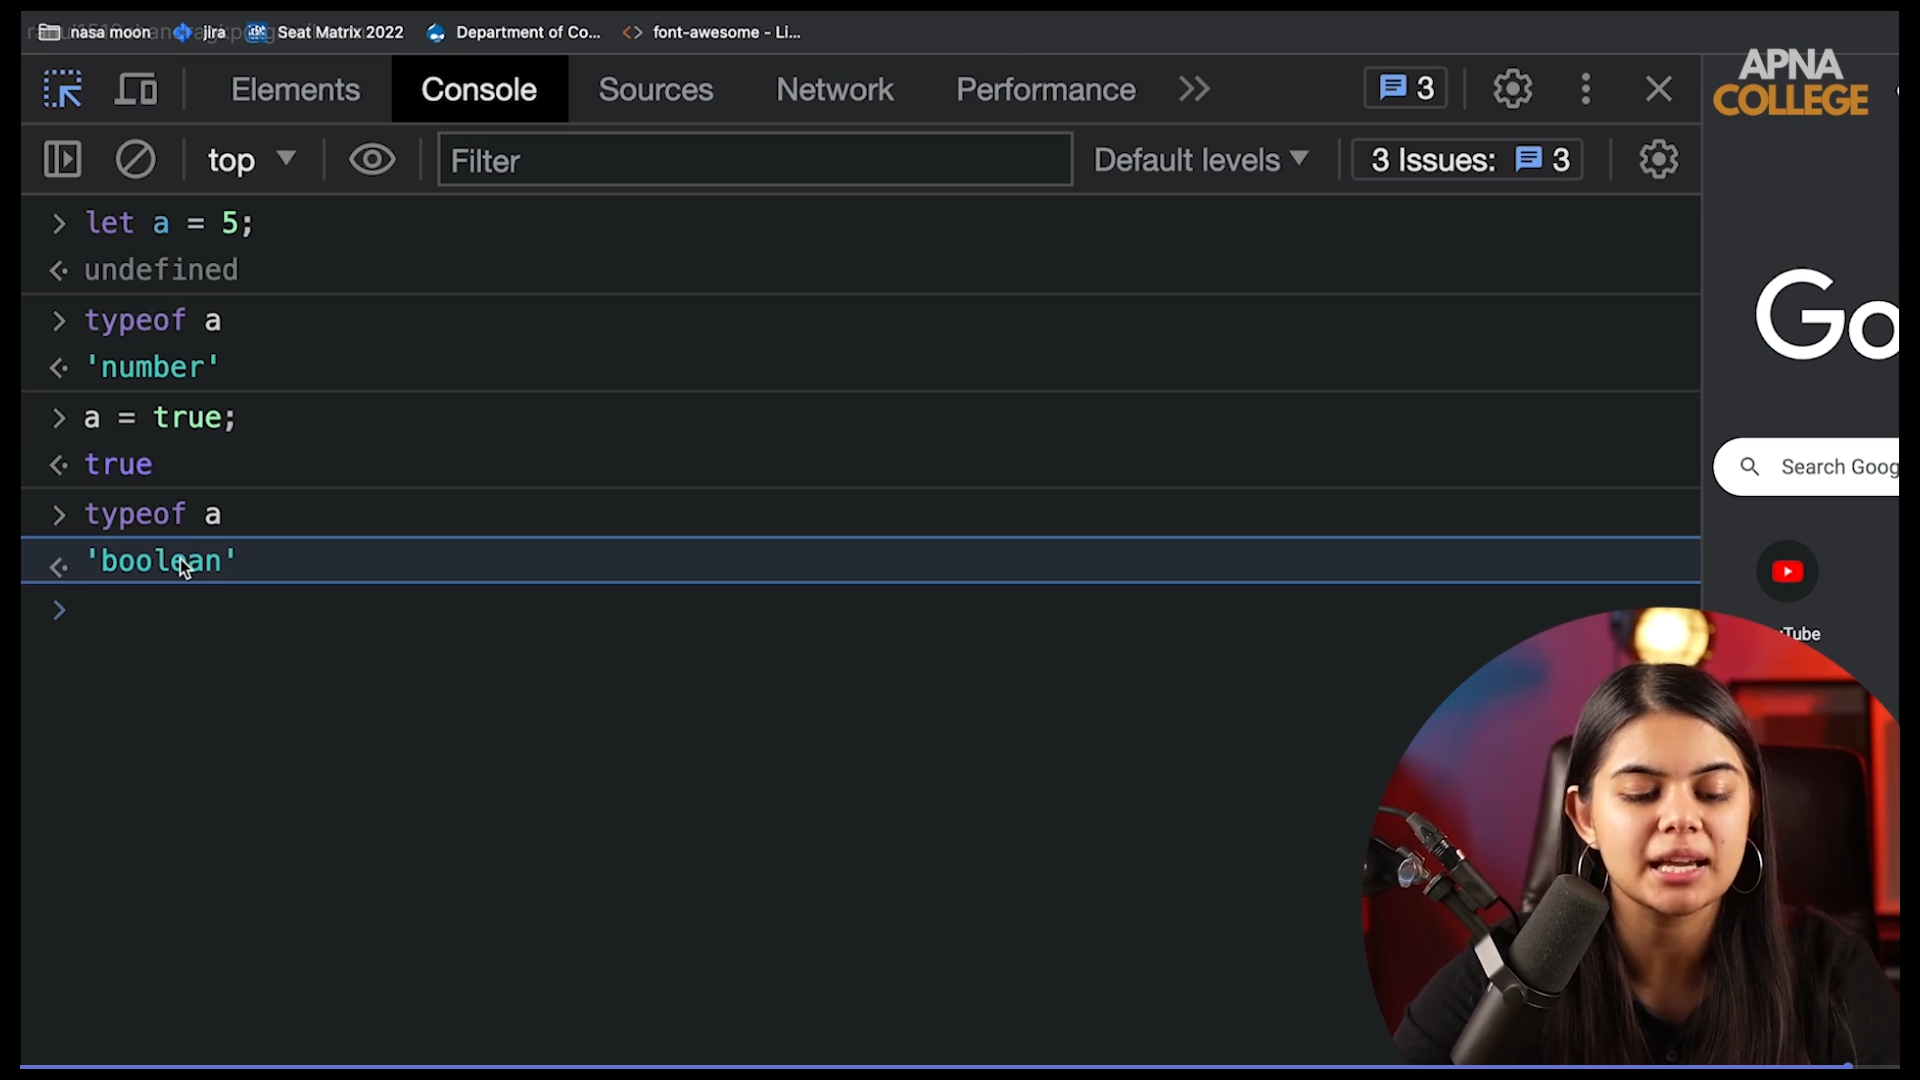 nasa moon jira Seat Matrix 2022 Department of Co... font-awesome - Li...
Elements Console Sources Network Performance 3
APNA
COLLEGE
top Filter Default levels 3 Issues: 3
let a = 5;
undefined
typeof a
'number'
a = true;
true
typeof a
'boolean'
Go
Search Goog
Tube